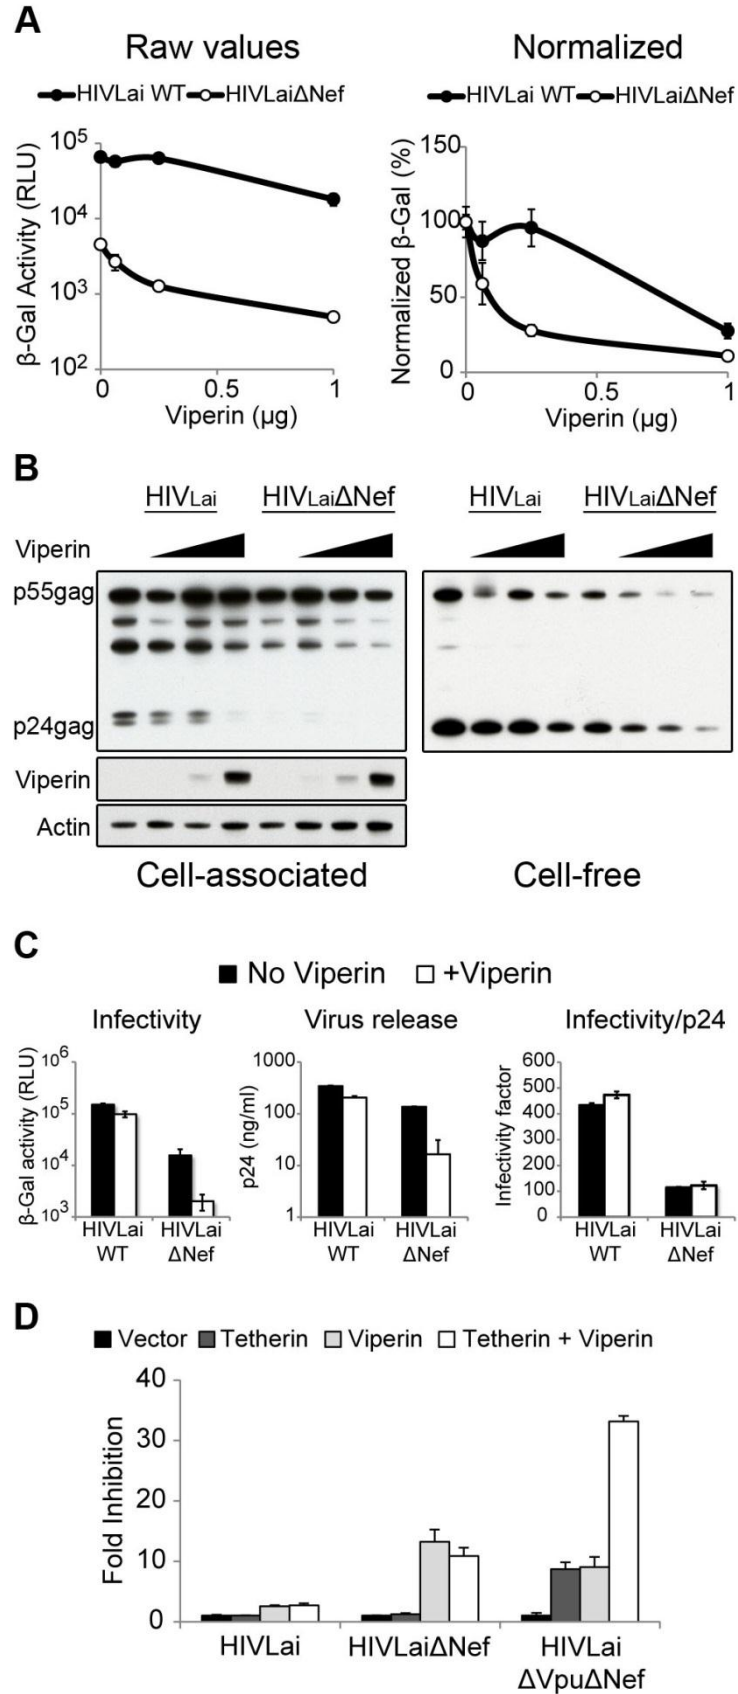 A
Raw values Normalized
HIVLai WT HIVLaiΔNef HIVLai WT HIVLaiΔNef
β-Gal Activity (RLU)
10⁵
10⁴
10³
10²
0 0.5 1
Viperin (μg)
Normalized β-Gal (%)
150
100
50
0
0 0.5 1
Viperin (μg)
B
HIVLai HIVLaiΔNef HIVLai HIVLaiΔNef
Viperin
p55gag
p24gag
Viperin
Actin
Cell-associated Cell-free
C
No Viperin +Viperin
Infectivity Virus release Infectivity/p24
β-Gal activity (RLU)
10⁶
10⁵
10⁴
10³
HIVLai HIVLai
WT ΔNef
p24 (ng/ml)
1000
100
10
1
HIVLai HIVLai
WT ΔNef
Infectivity factor
600
500
400
300
200
100
0
HIVLai HIVLai
WT ΔNef
D
Vector Tetherin Viperin Tetherin + Viperin
Fold Inhibition
40
30
20
10
0
HIVLai HIVLaiΔNef HIVLai
ΔVpuΔNef